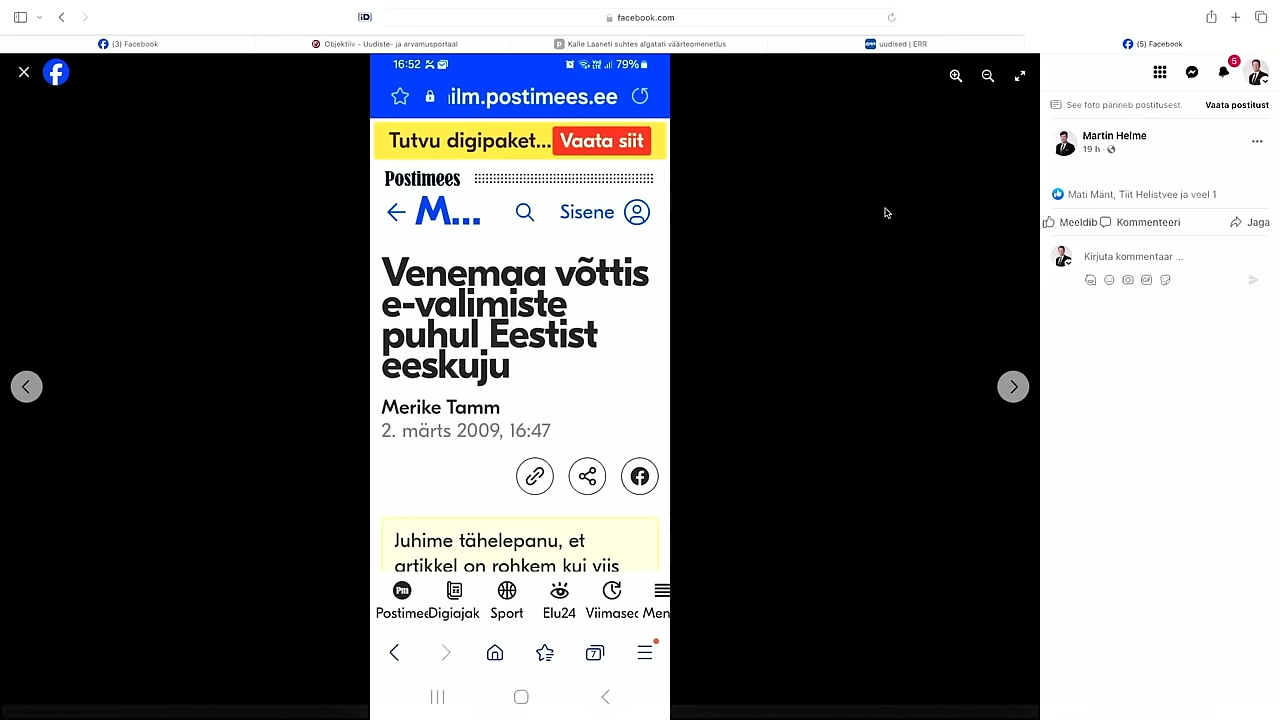 facebook.com
(3) Facebook
Objektiiv – Uudiste- ja arvamusportaal
Kalle Laaneti suhtes algatati väärteomenetlus
uudised | ERR
(5) Facebook
16:52
79%
ilm.postimees.ee
Tutvu digipaket...
Vaata siit
Postimees
M...
Sisene
Venemaa võttis
e-valimiste
puhul Eestist
eeskuju
Merike Tamm
2. märts 2009, 16:47
Juhime tähelepanu, et
artikkel on rohkem kui viis
Pm
Postimee
Digiajak
Sport
Elu24
Viimased
Men
7
5
See foto pärineb postitusest.
Vaata postitust
Martin Helme
19 h
Mati Mänt, Tiit Helistvee ja veel 1
Meeldib
Kommenteeri
Jaga
Kirjuta kommentaar ...